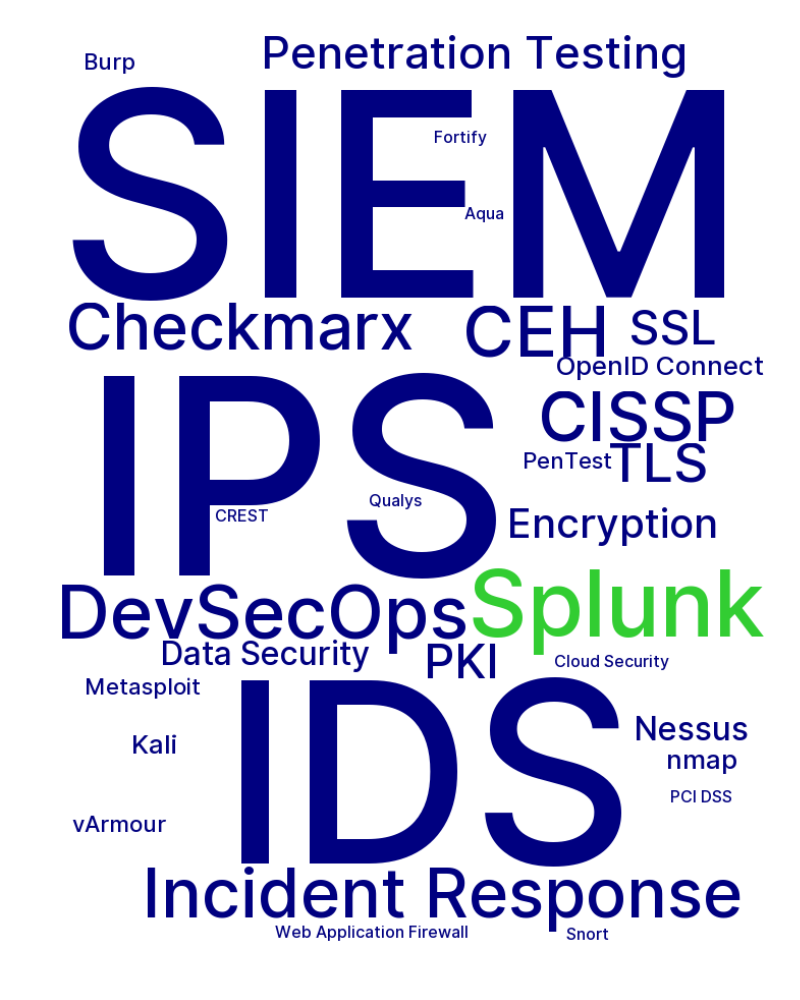 Burp
Penetration Testing
SIEM
Fortify
Aqua
Checkmarx
CEH
SSL
OpenID Connect
IPS
CISSP
TLS
PenTest
Qualys
CREST
Encryption
Splunk
DevSecOps
Data Security
PKI
Cloud Security
Metasploit
IDS
Nessus
Kali
nmap
PCI DSS
vArmour
Incident Response
Web Application Firewall
Snort